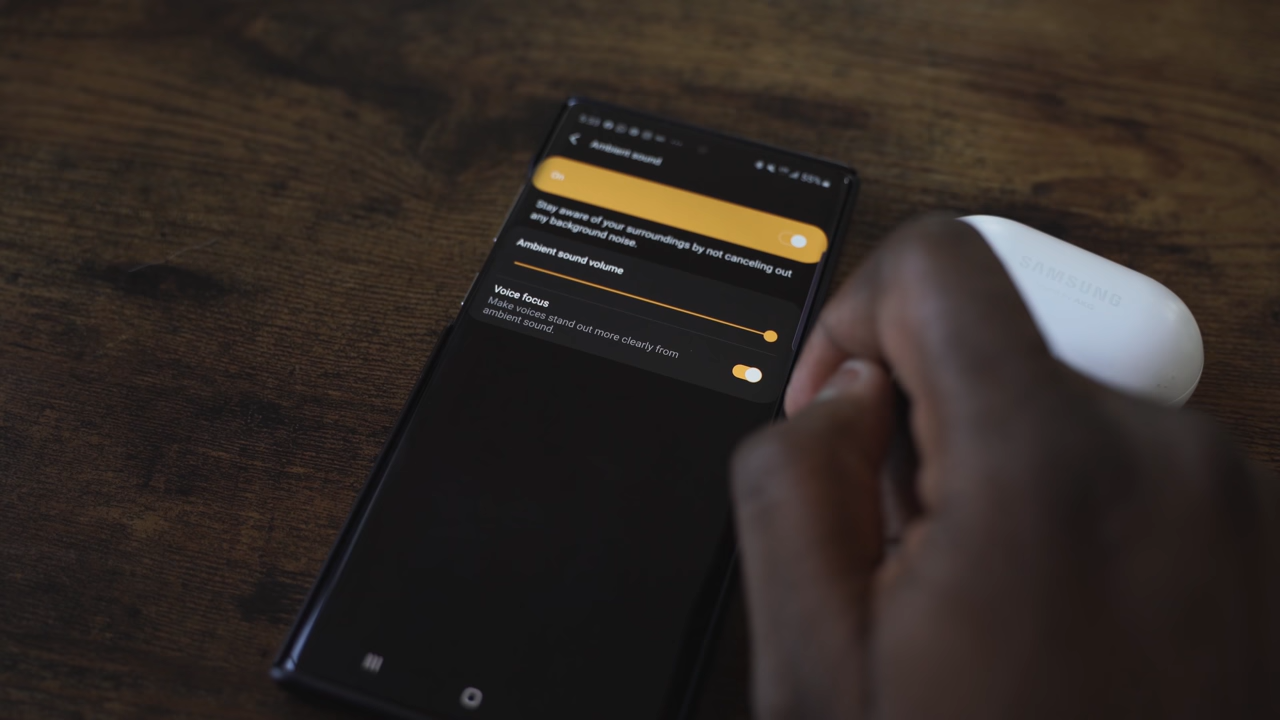 Ambient sound
On
Stay aware of your surroundings by not canceling out
any background noise.
Ambient sound volume
Voice focus
Make voices stand out more clearly from
ambient sound.
SAMSUNG